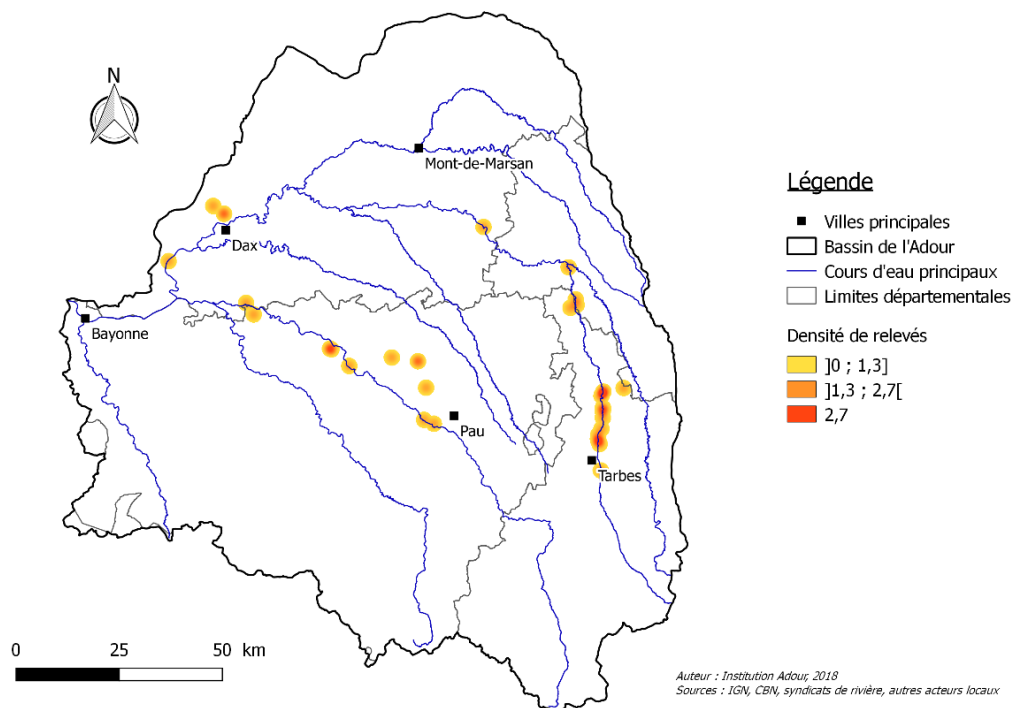 N
Mont-de-Marsan
Dax
Bayonne
Pau
Tarbes
Légende
Villes principales
Bassin de l'Adour
Cours d'eau principaux
Limites départementales
Densité de relevés
]0 ; 1,3]
]1,3 ; 2,7[
2,7
0 25 50 km
Auteur : Institution Adour, 2018
Sources : IGN, CBN, syndicats de rivière, autres acteurs locaux